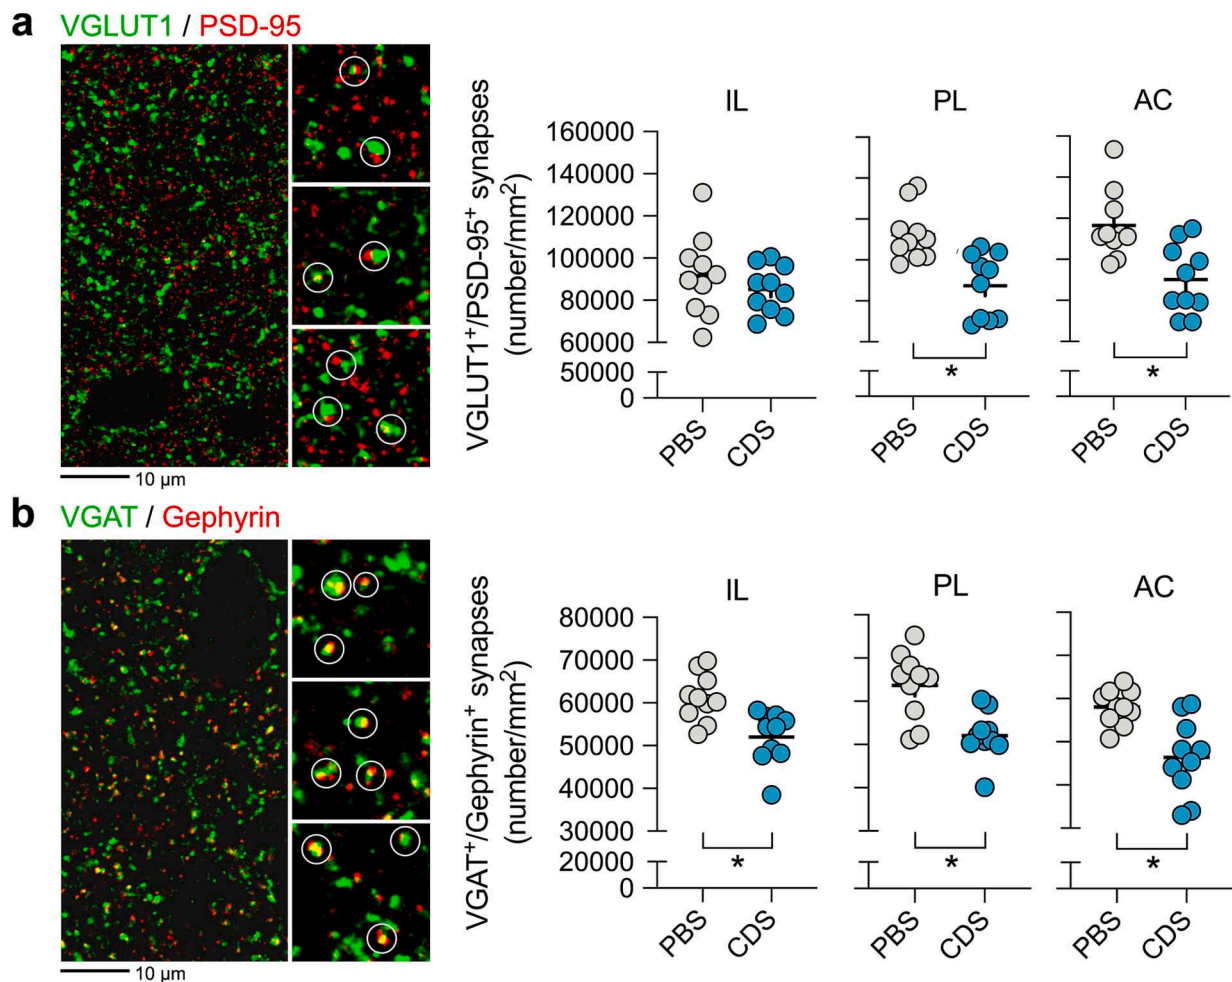 a VGLUT1 / PSD-95
10 µm
VGLUT1⁺/PSD-95⁺ synapses
(number/mm²)
IL PL AC
160000
140000
120000
100000
80000
60000
50000
0
* *
PBS CDS PBS CDS PBS CDS
b VGAT / Gephyrin
10 µm
VGAT⁺/Gephyrin⁺ synapses
(number/mm²)
IL PL AC
80000
70000
60000
50000
40000
30000
20000
0
* * *
PBS CDS PBS CDS PBS CDS